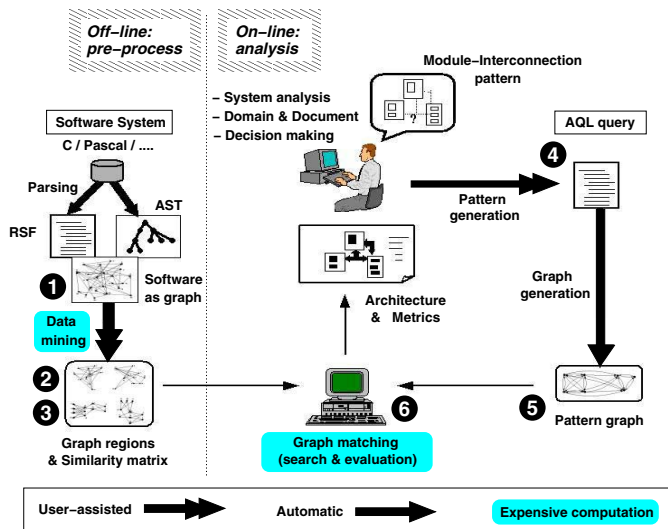 Off-line:
pre-process
On-line:
analysis
Module-Interconnection
pattern
- System analysis
- Domain & Document
- Decision making
?
Software System
C / Pascal / ....
Parsing
AST
RSF
1
Software
as graph
Data
mining
2
3
Graph regions
& Similarity matrix
AQL query
4
Pattern
generation
Graph
generation
Architecture
& Metrics
6
5
Pattern graph
Graph matching
(search & evaluation)
User-assisted
Automatic
Expensive computation